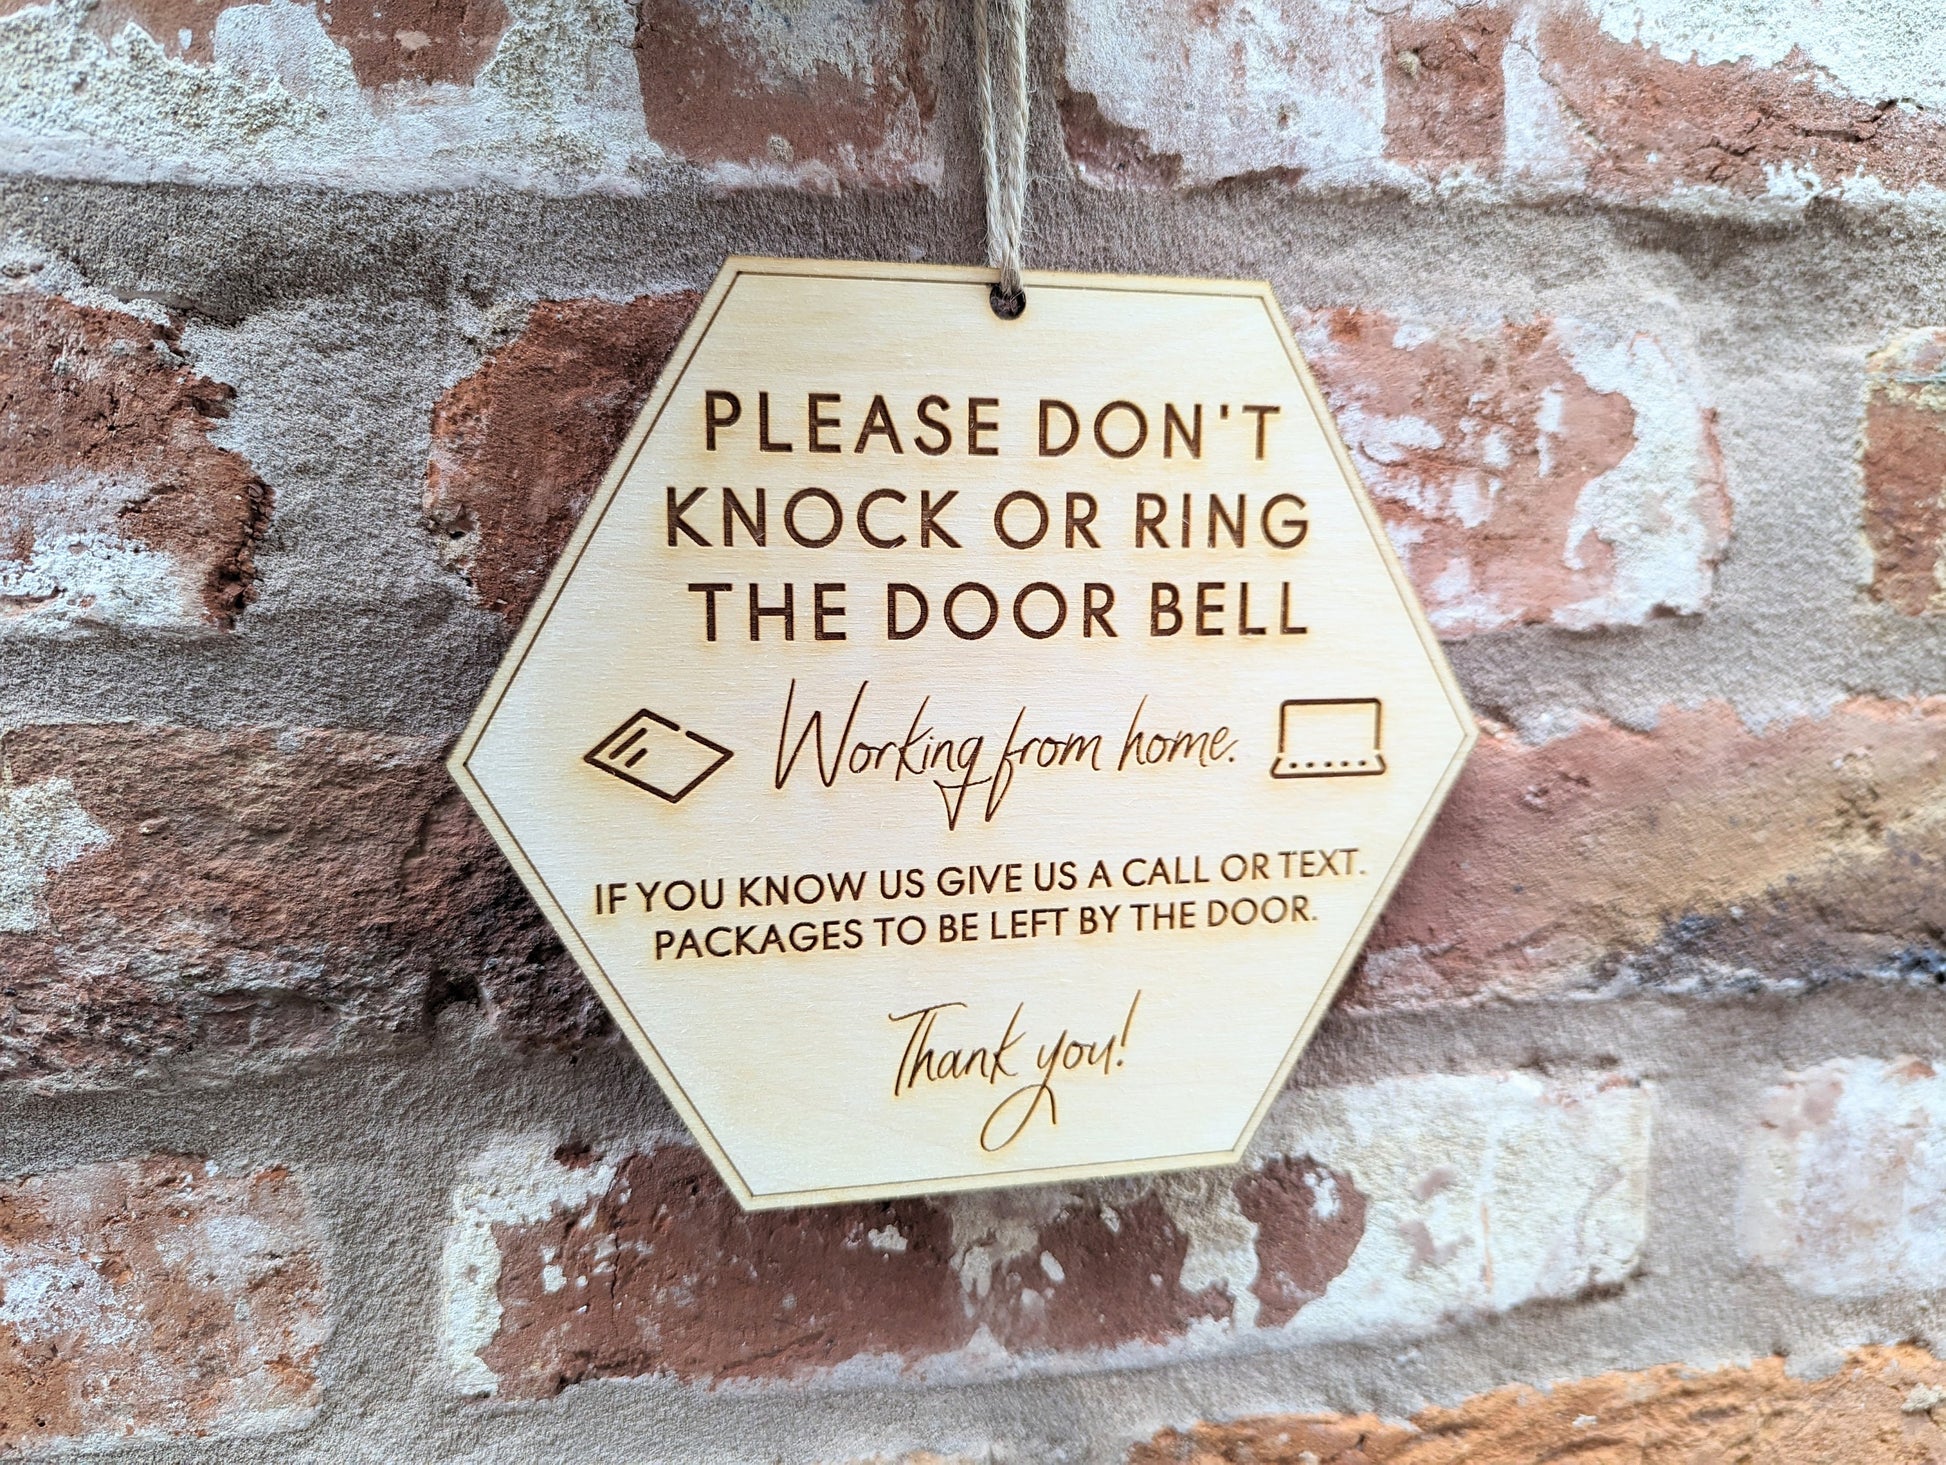 PLEASE DON'T
KNOCK OR RING
THE DOOR BELL
Working from home.
IF YOU KNOW US GIVE US A CALL OR TEXT.
PACKAGES TO BE LEFT BY THE DOOR.
Thank you!